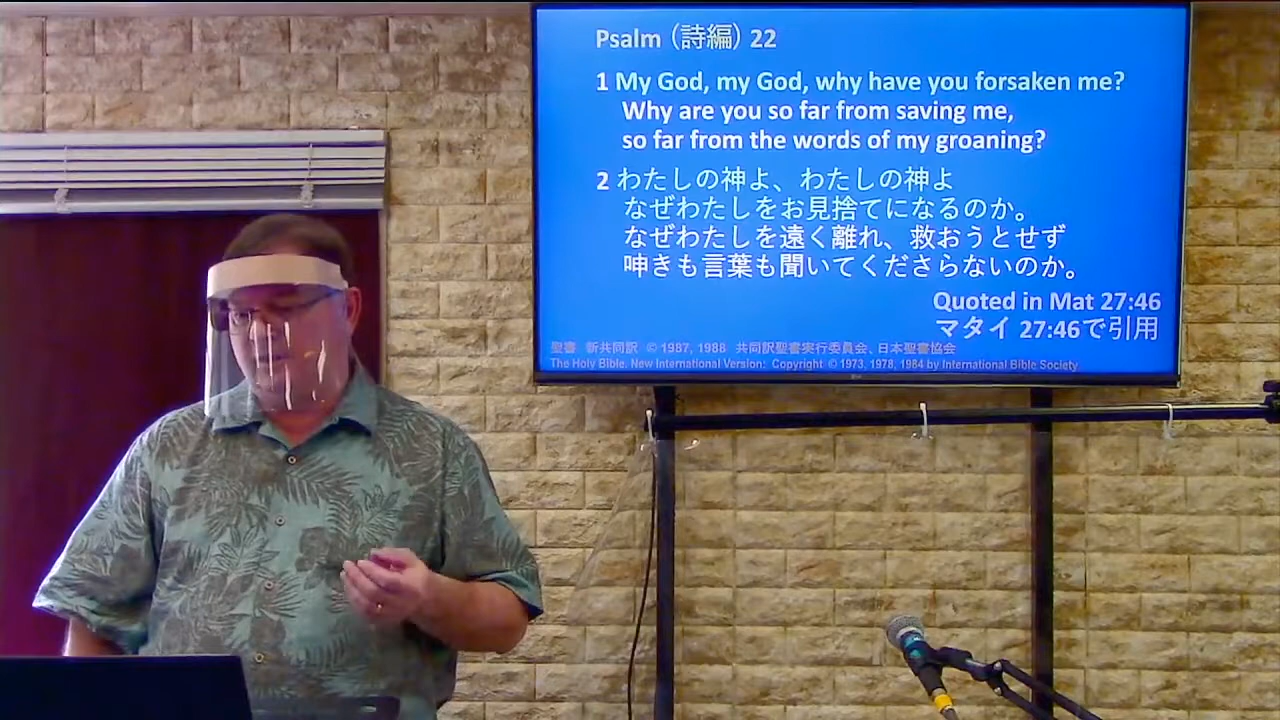 Psalm (詩編) 22
1 My God, my God, why have you forsaken me?
Why are you so far from saving me,
so far from the words of my groaning?
2 わたしの神よ、わたしの神よ
なぜわたしをお見捨てになるのか。
なぜわたしを遠く離れ、救おうとせず
呻きも言葉も聞いてくださらないのか。
Quoted in Mat 27:46
マタイ 27:46で引用
聖書 新共同訳 © 1987, 1988 共同訳聖書実行委員会、日本聖書協会
The Holy Bible, New International Version: Copyright © 1973, 1978, 1984 by International Bible Society